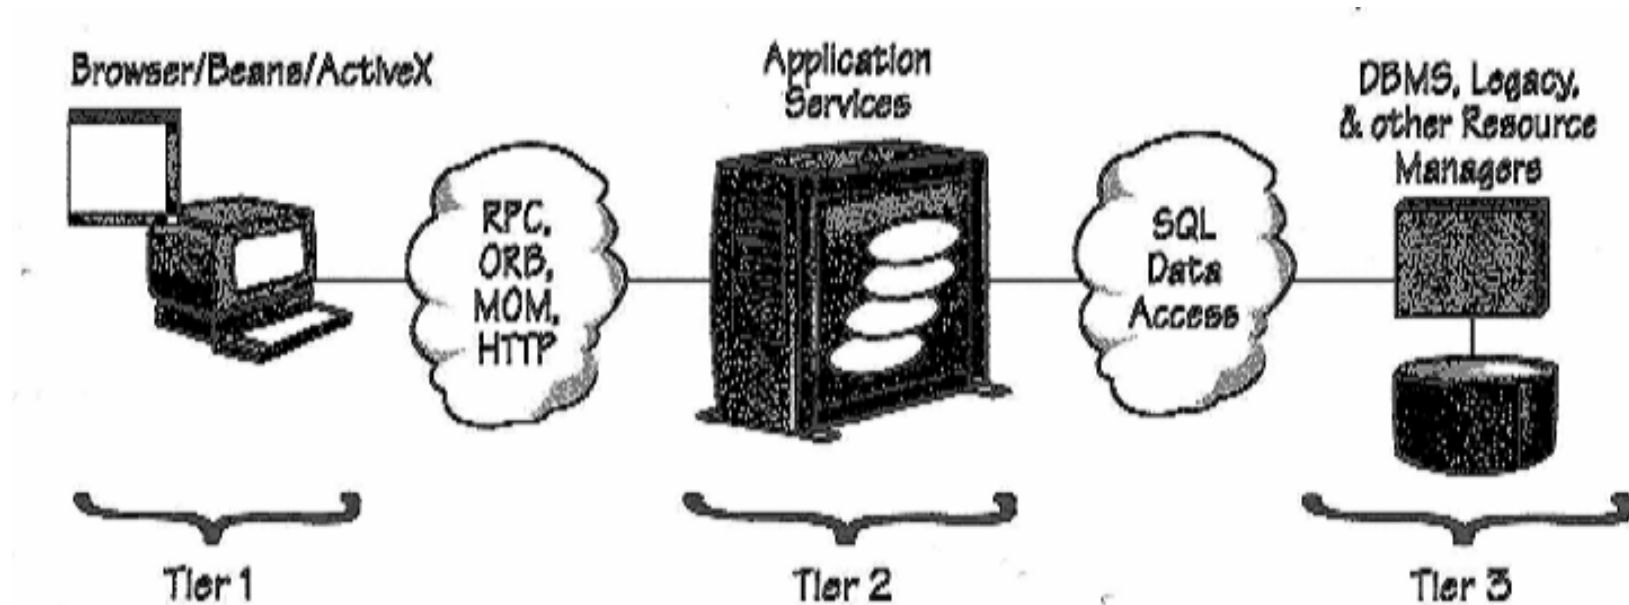 Browser/Beans/ActiveX
Application
Services
DBMS, Legacy,
& other Resource
Managers
RPC,
ORB,
MOM,
HTTP
SQL
Data
Access
Tier 1
Tier 2
Tier 3